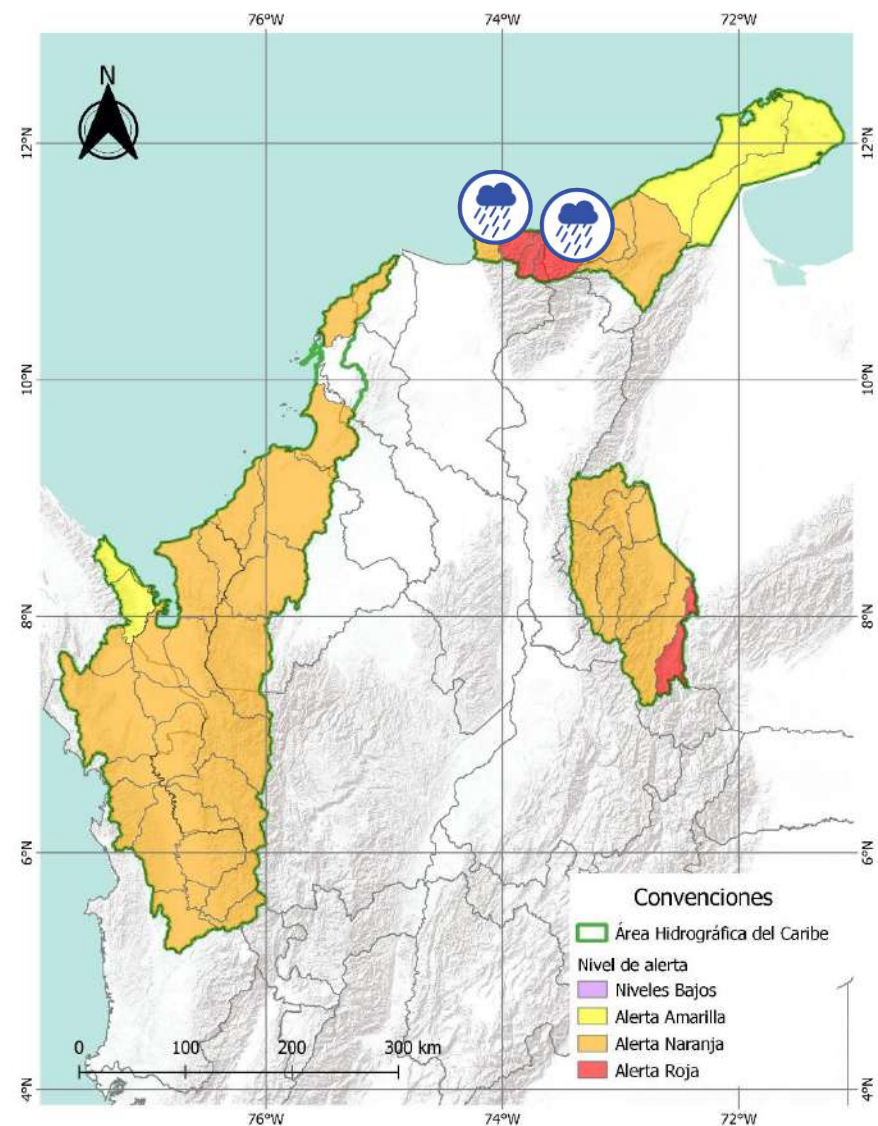 76°W 74°W 72°W
N
12°N 12°N
10°N 10°N
8°N 8°N
6°N 6°N
Convenciones
Área Hidrográfica del Caribe
Nivel de alerta
Niveles Bajos
Alerta Amarilla
Alerta Naranja
Alerta Roja
0 100 200 300 km
4°N 4°N
76°W 74°W 72°W